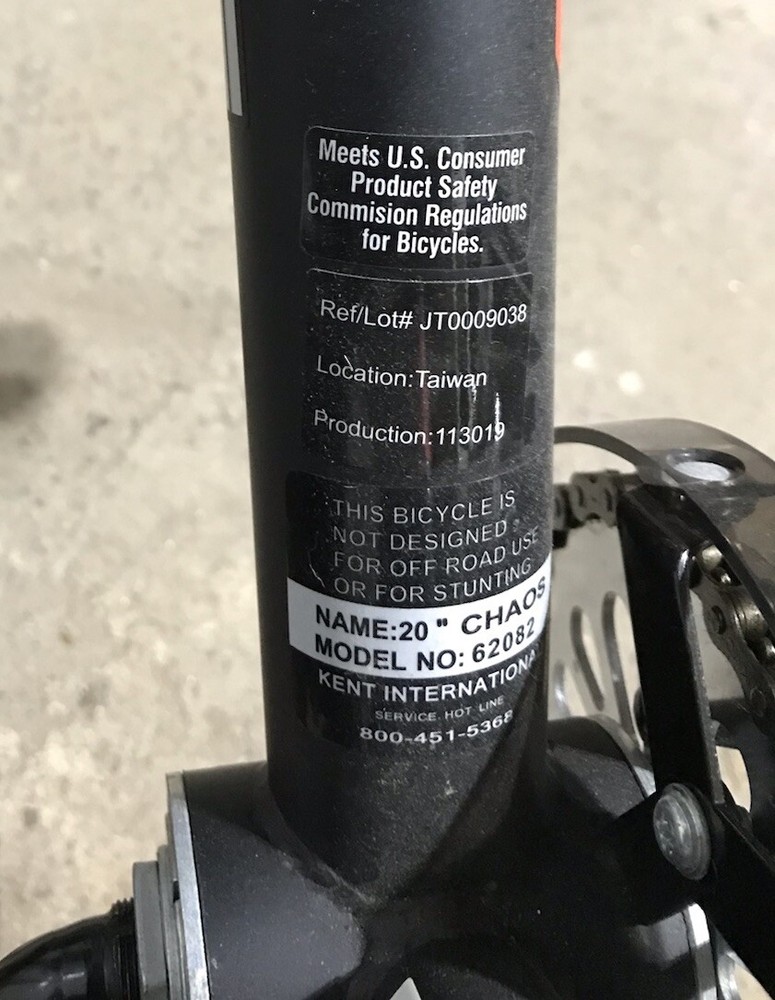 Meets U.S. Consumer
Product Safety
Commision Regulations
for Bicycles.
Ref/Lot# JT0009038
Location:Taiwan
Production:113019
THIS BICYCLE IS
NOT DESIGNED
FOR OFF ROAD USE
OR FOR STUNTING
NAME:20 " CHAOS
MODEL NO: 62082
KENT INTERNATIONA
SERVICE HOT LINE
800-451-5368